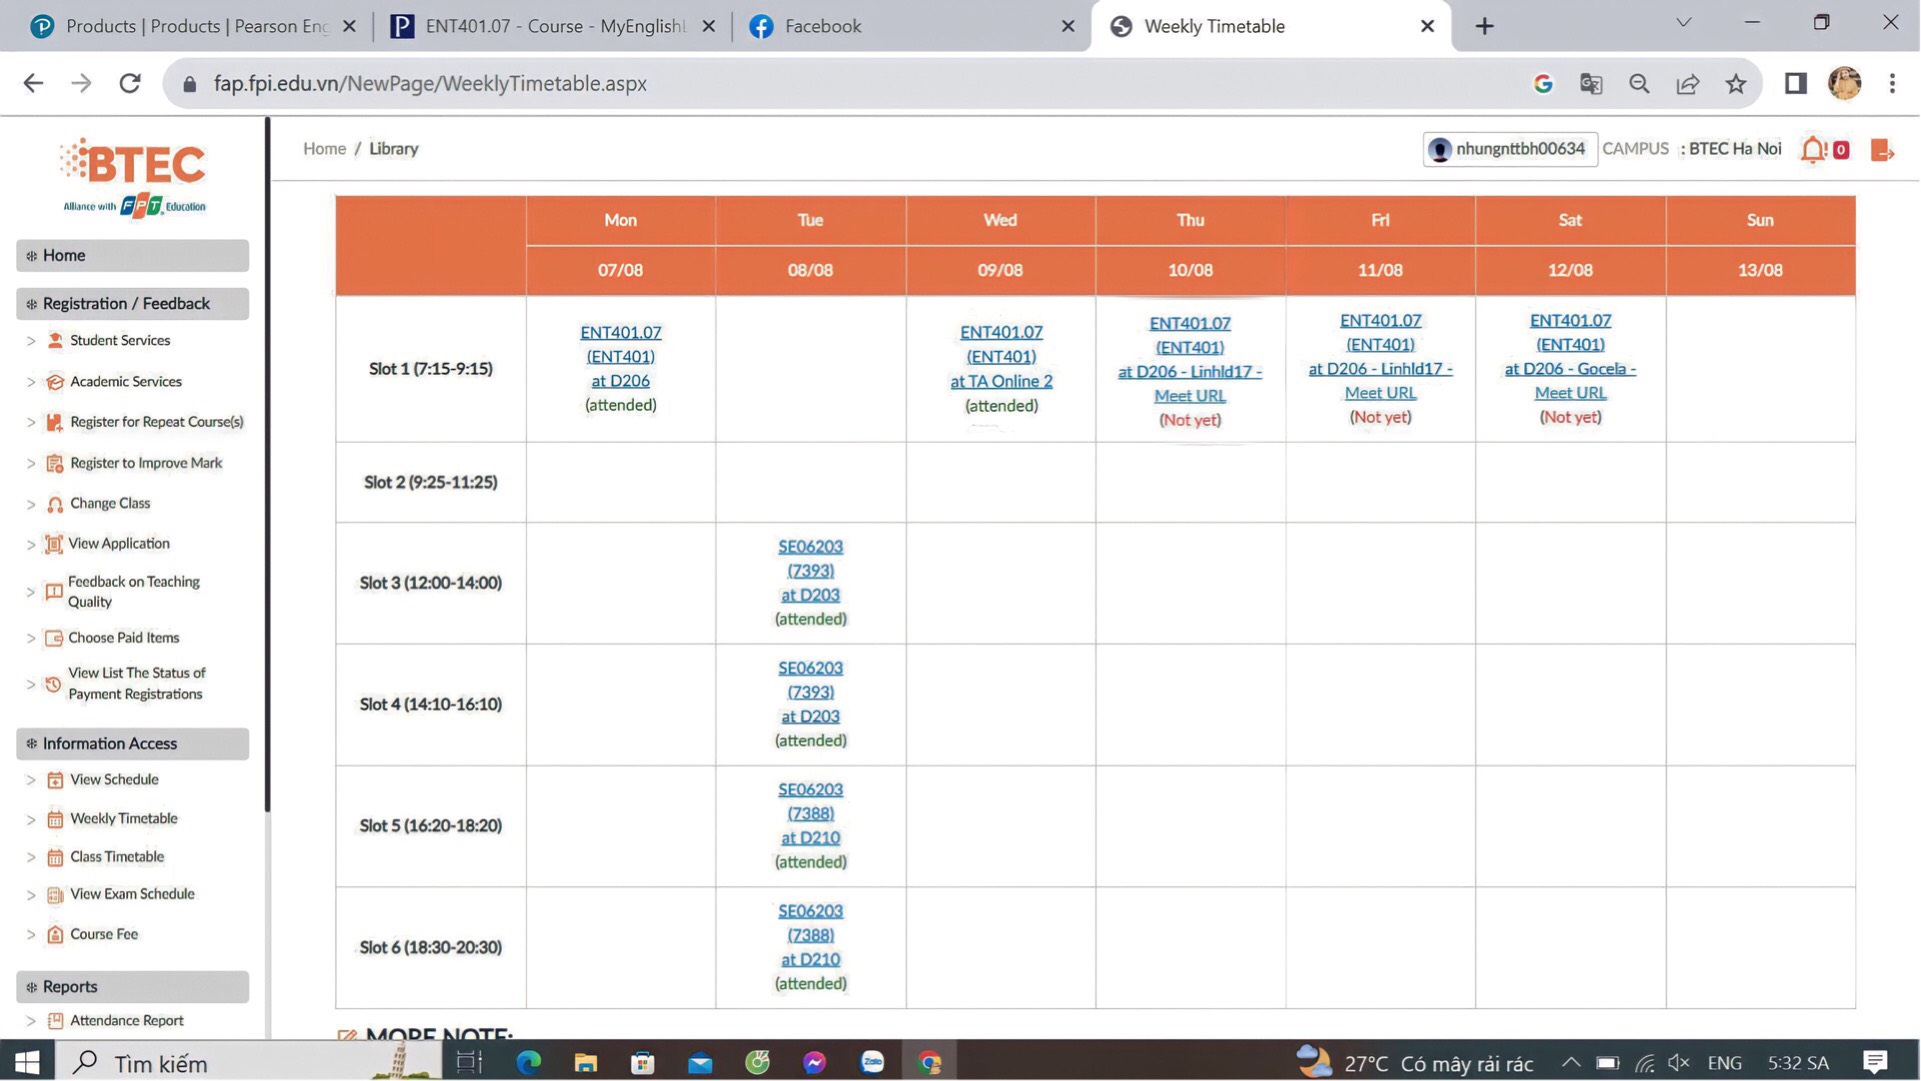 Products | Products | Pearson Eng
ENT401.07 - Course - MyEnglishL
Facebook
Weekly Timetable
fap.fpi.edu.vn/NewPage/WeeklyTimetable.aspx
BTEC
Alliance with FPT Education
Home / Library
nhungnttbh00634 CAMPUS : BTEC Ha Noi 0
Home
Registration / Feedback
Student Services
Academic Services
Register for Repeat Course(s)
Register to Improve Mark
Change Class
View Application
Feedback on Teaching
Quality
Choose Paid Items
View List The Status of
Payment Registrations
Information Access
View Schedule
Weekly Timetable
Class Timetable
View Exam Schedule
Course Fee
Reports
Attendance Report
Mon Tue Wed Thu Fri Sat Sun
07/08 08/08 09/08 10/08 11/08 12/08 13/08
Slot 1 (7:15-9:15)
ENT401.07
(ENT401)
at D206
(attended)
ENT401.07
(ENT401)
at TA Online 2
(attended)
ENT401.07
(ENT401)
at D206 - Linhld17 -
Meet URL
(Not yet)
ENT401.07
(ENT401)
at D206 - Linhld17 -
Meet URL
(Not yet)
ENT401.07
(ENT401)
at D206 - Gocela -
Meet URL
(Not yet)
Slot 2 (9:25-11:25)
Slot 3 (12:00-14:00)
SE06203
(7393)
at D203
(attended)
Slot 4 (14:10-16:10)
SE06203
(7393)
at D203
(attended)
Slot 5 (16:20-18:20)
SE06203
(7388)
at D210
(attended)
Slot 6 (18:30-20:30)
SE06203
(7388)
at D210
(attended)
MORE NOTE:
Tìm kiếm
Zalo
27°C Có mây rải rác
ENG
5:32 SA